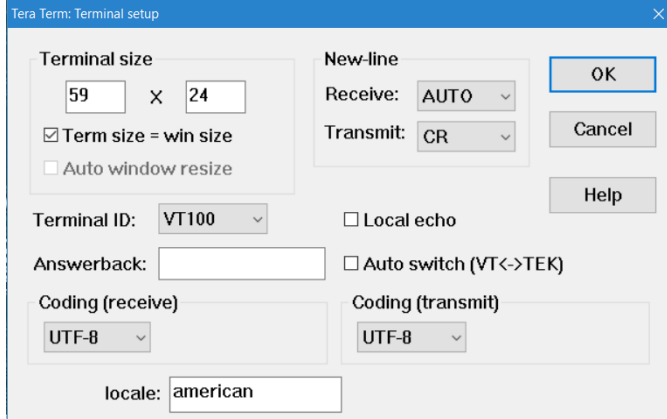 Tera Term: Terminal setup
Terminal size
59 X 24
Term size = win size
Auto window resize
New-line
Receive: AUTO
Transmit: CR
OK
Cancel
Help
Terminal ID: VT100
Local echo
Answerback:
Auto switch (VT<->TEK)
Coding (receive)
UTF-8
Coding (transmit)
UTF-8
locale: american